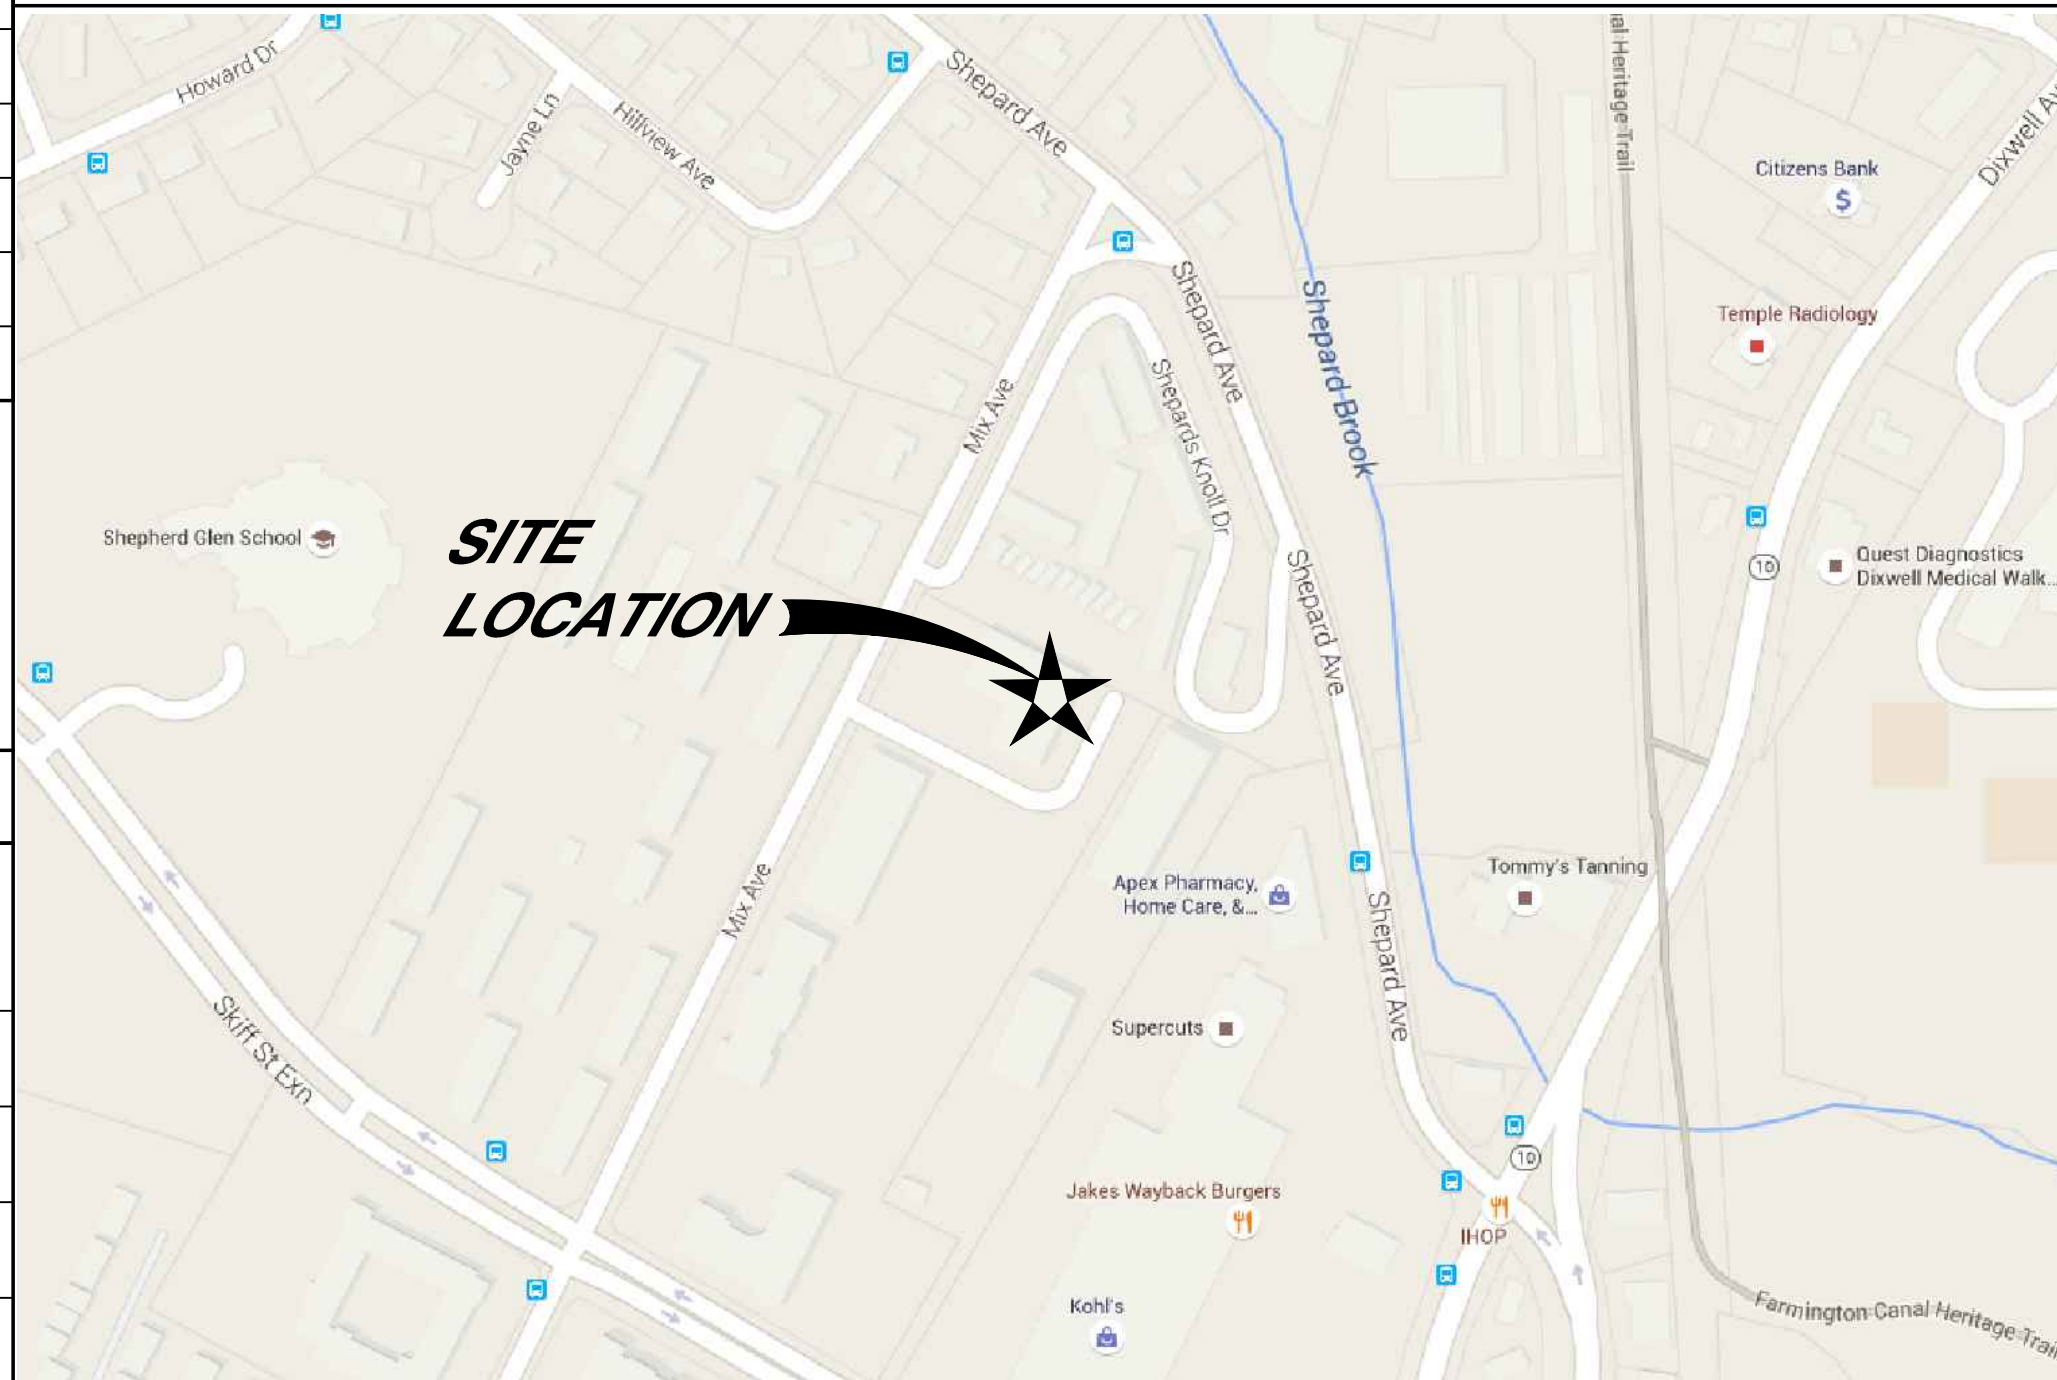 Howard Dr
Jayne Ln
Hillview Ave
Shepard Ave
al Heritage Trail
Dixwell Av
Citizens Bank
$
Shepard Ave
Shepard Brook
Temple Radiology
Mix Ave
Shepards Knoll Dr
Shepherd Glen School
SITE
LOCATION
Shepard Ave
10
Quest Diagnostics
Dixwell Medical Walk...
Mix Ave
Apex Pharmacy,
Home Care, &...
Shepard Ave
Tommy's Tanning
Skiff St Exn
Supercuts
10
Jakes Wayback Burgers
IHOP
Kohl's
Farmington Canal Heritage Trail